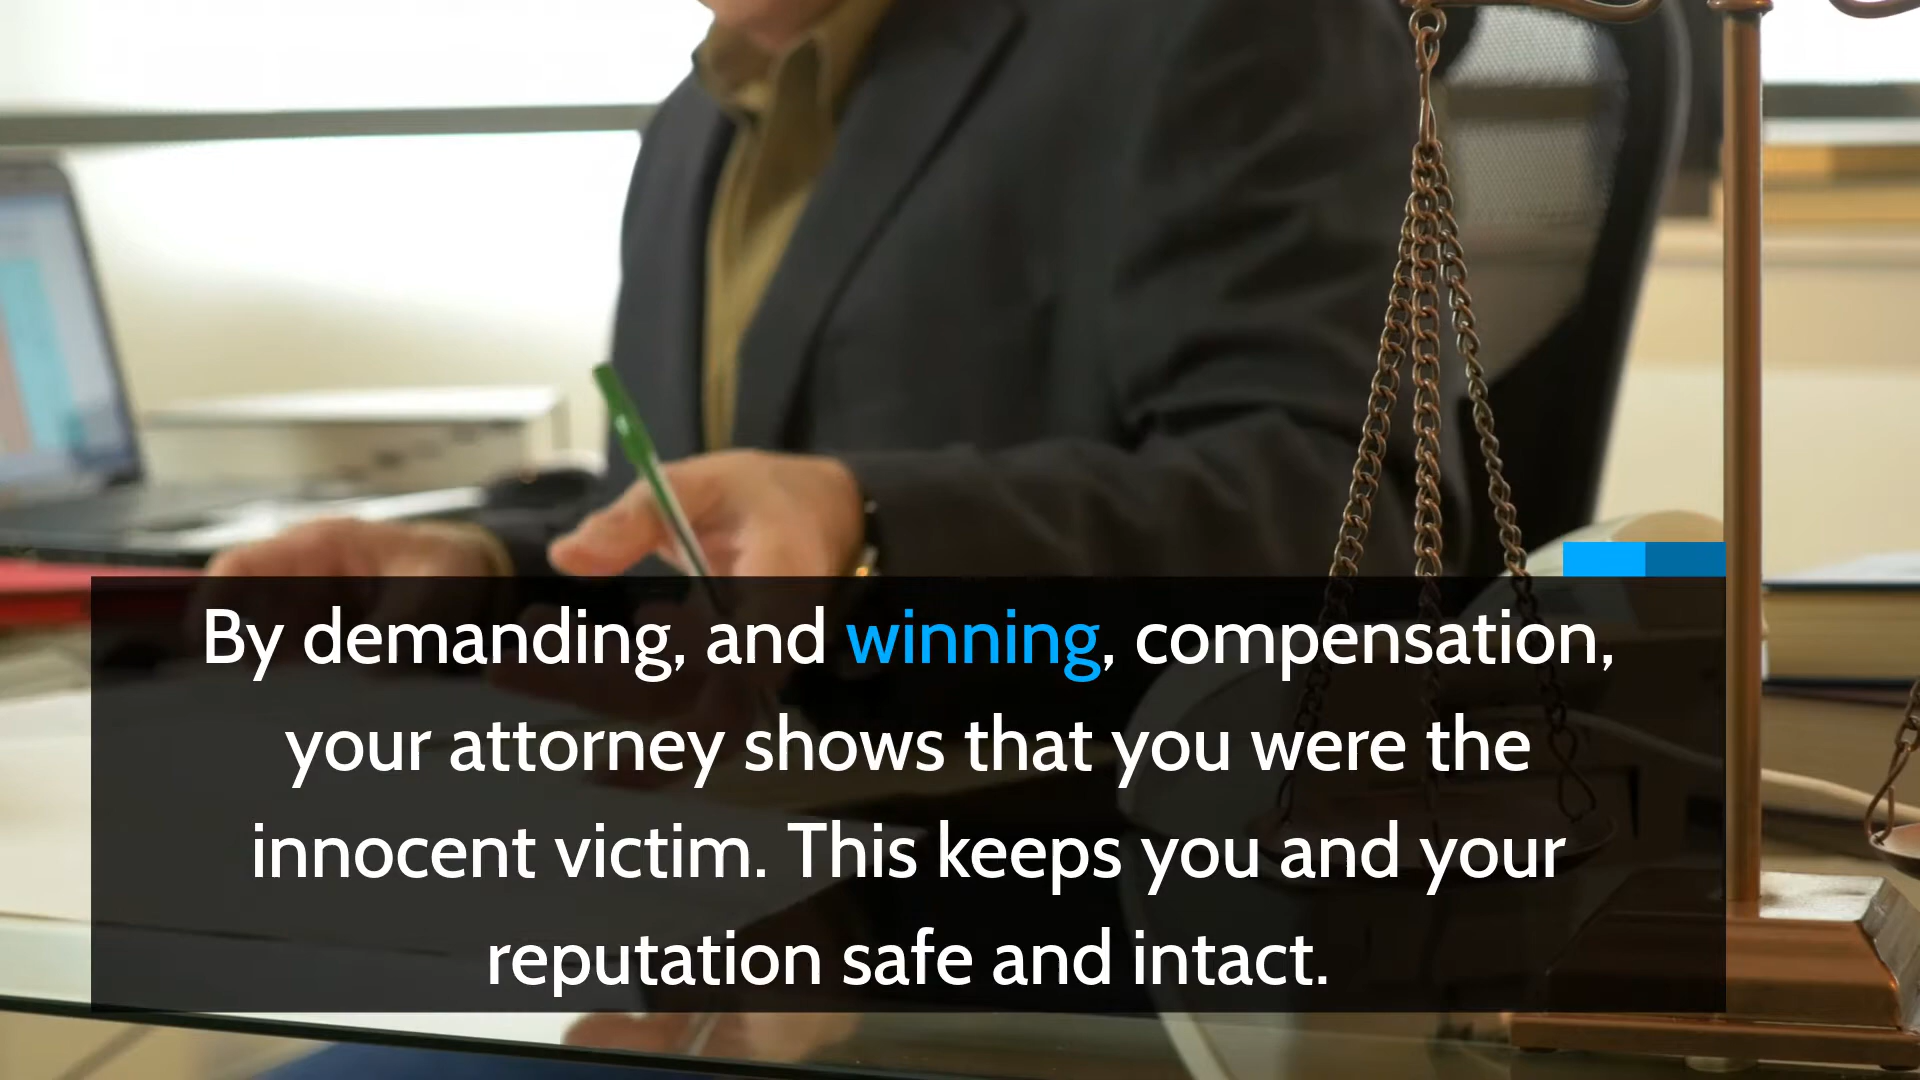 By demanding, and winning, compensation,
your attorney shows that you were the
innocent victim. This keeps you and your
reputation safe and intact.